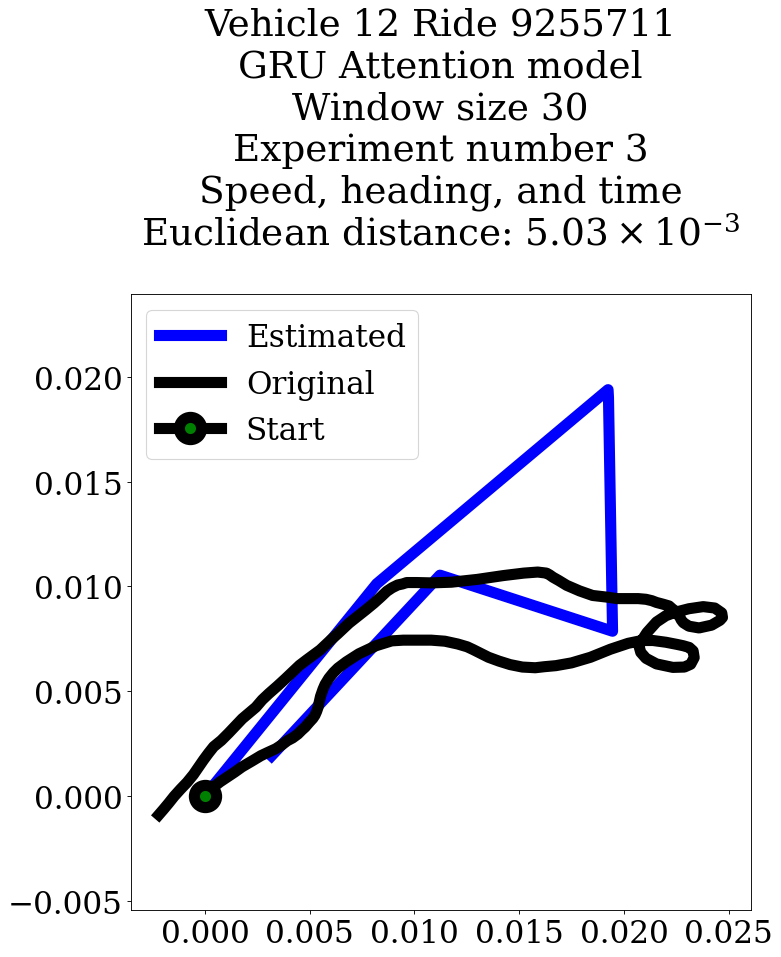 Vehicle 12 Ride 9255711
GRU Attention model
Window size 30
Experiment number 3
Speed, heading, and time
Euclidean distance: 5.03 × 10⁻³
Estimated
Original
Start
0.020
0.015
0.010
0.005
0.000
−0.005
0.000 0.005 0.010 0.015 0.020 0.025